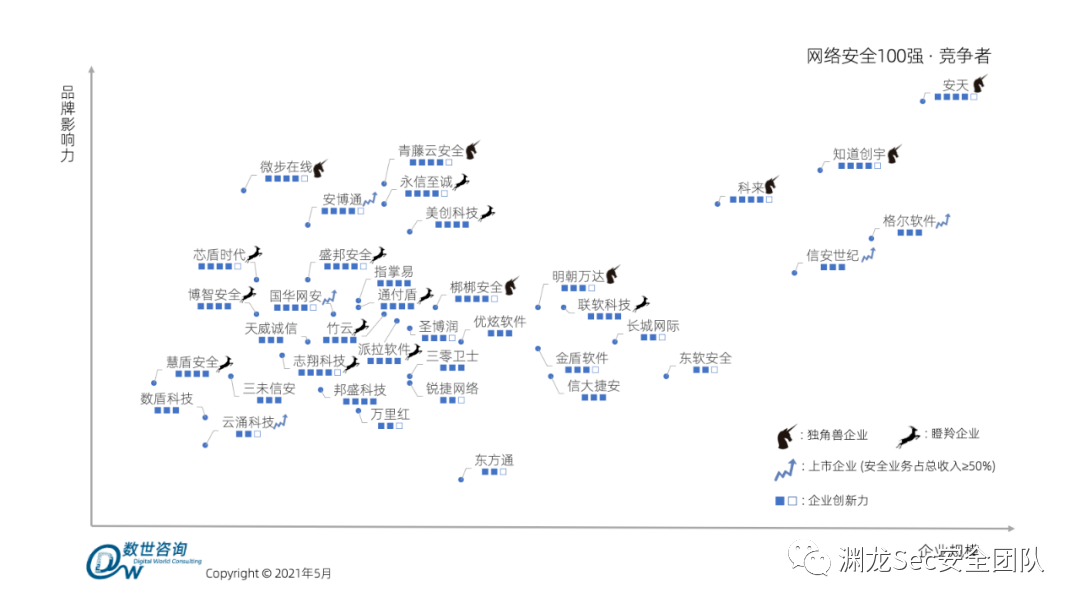 网络安全100强 · 竞争者
品牌影响力
安天
青藤云安全
知道创宇
微步在线
永信至诚
科来
安博通
美创科技
格尔软件
芯盾时代
盛邦安全
信安世纪
指掌易
明朝万达
博智安全
国华网安
通付盾
梆梆安全
联软科技
天威诚信
竹云
圣博润
优炫软件
长城网际
派拉软件
三零卫士
金盾软件
东软安全
慧盾安全
志翔科技
三未信安
邦盛科技
锐捷网络
信大捷安
数盾科技
万里红
云涌科技
东方通
: 独角兽企业
: 瞪羚企业
: 上市企业 (安全业务占总收入≥50%)
: 企业创新力
企业规模
数世咨询
Digital World Consulting
Copyright © 2021年5月
渊龙Sec安全团队